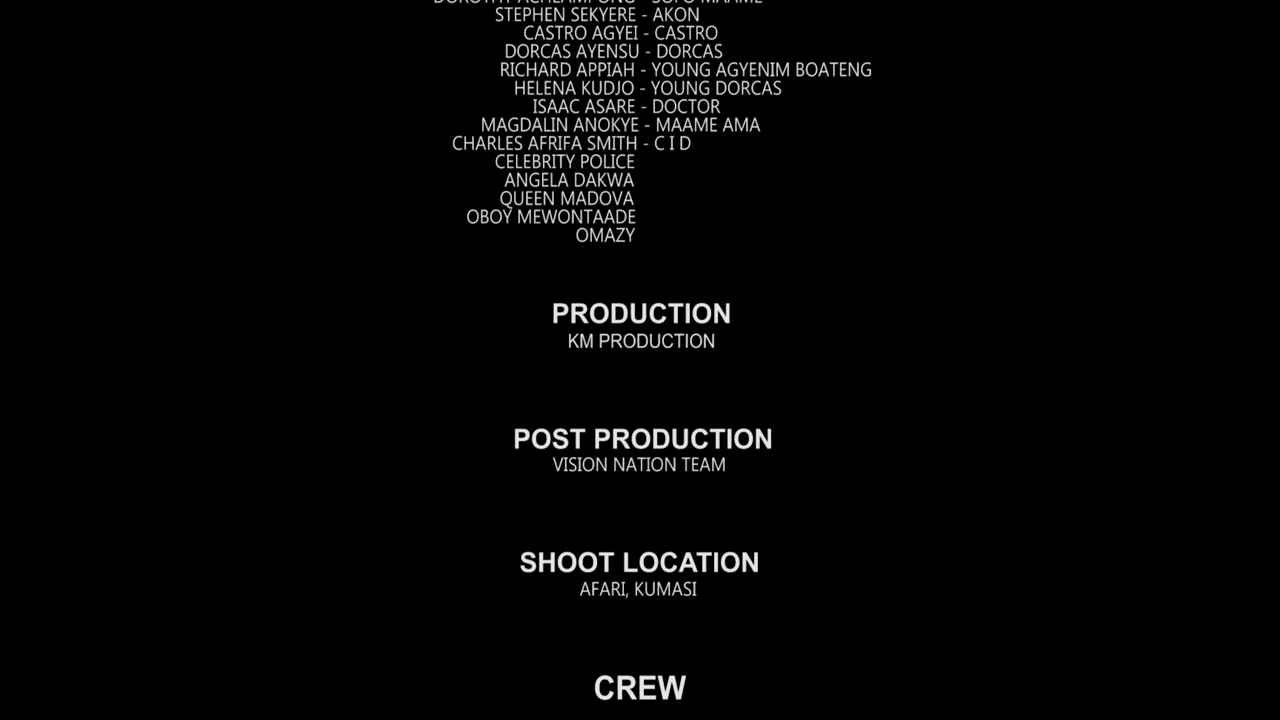 STEPHEN SEKYERE - AKON
CASTRO AGYEI - CASTRO
DORCAS AYENSU - DORCAS
RICHARD APPIAH - YOUNG AGYENIM BOATENG
HELENA KUDJO - YOUNG DORCAS
ISAAC ASARE - DOCTOR
MAGDALIN ANOKYE - MAAME AMA
CHARLES AFRIFA SMITH - C I D
CELEBRITY POLICE
ANGELA DAKWA
QUEEN MADOVA
OBOY MEWONTAADE
OMAZY
PRODUCTION
KM PRODUCTION
POST PRODUCTION
VISION NATION TEAM
SHOOT LOCATION
AFARI, KUMASI
CREW